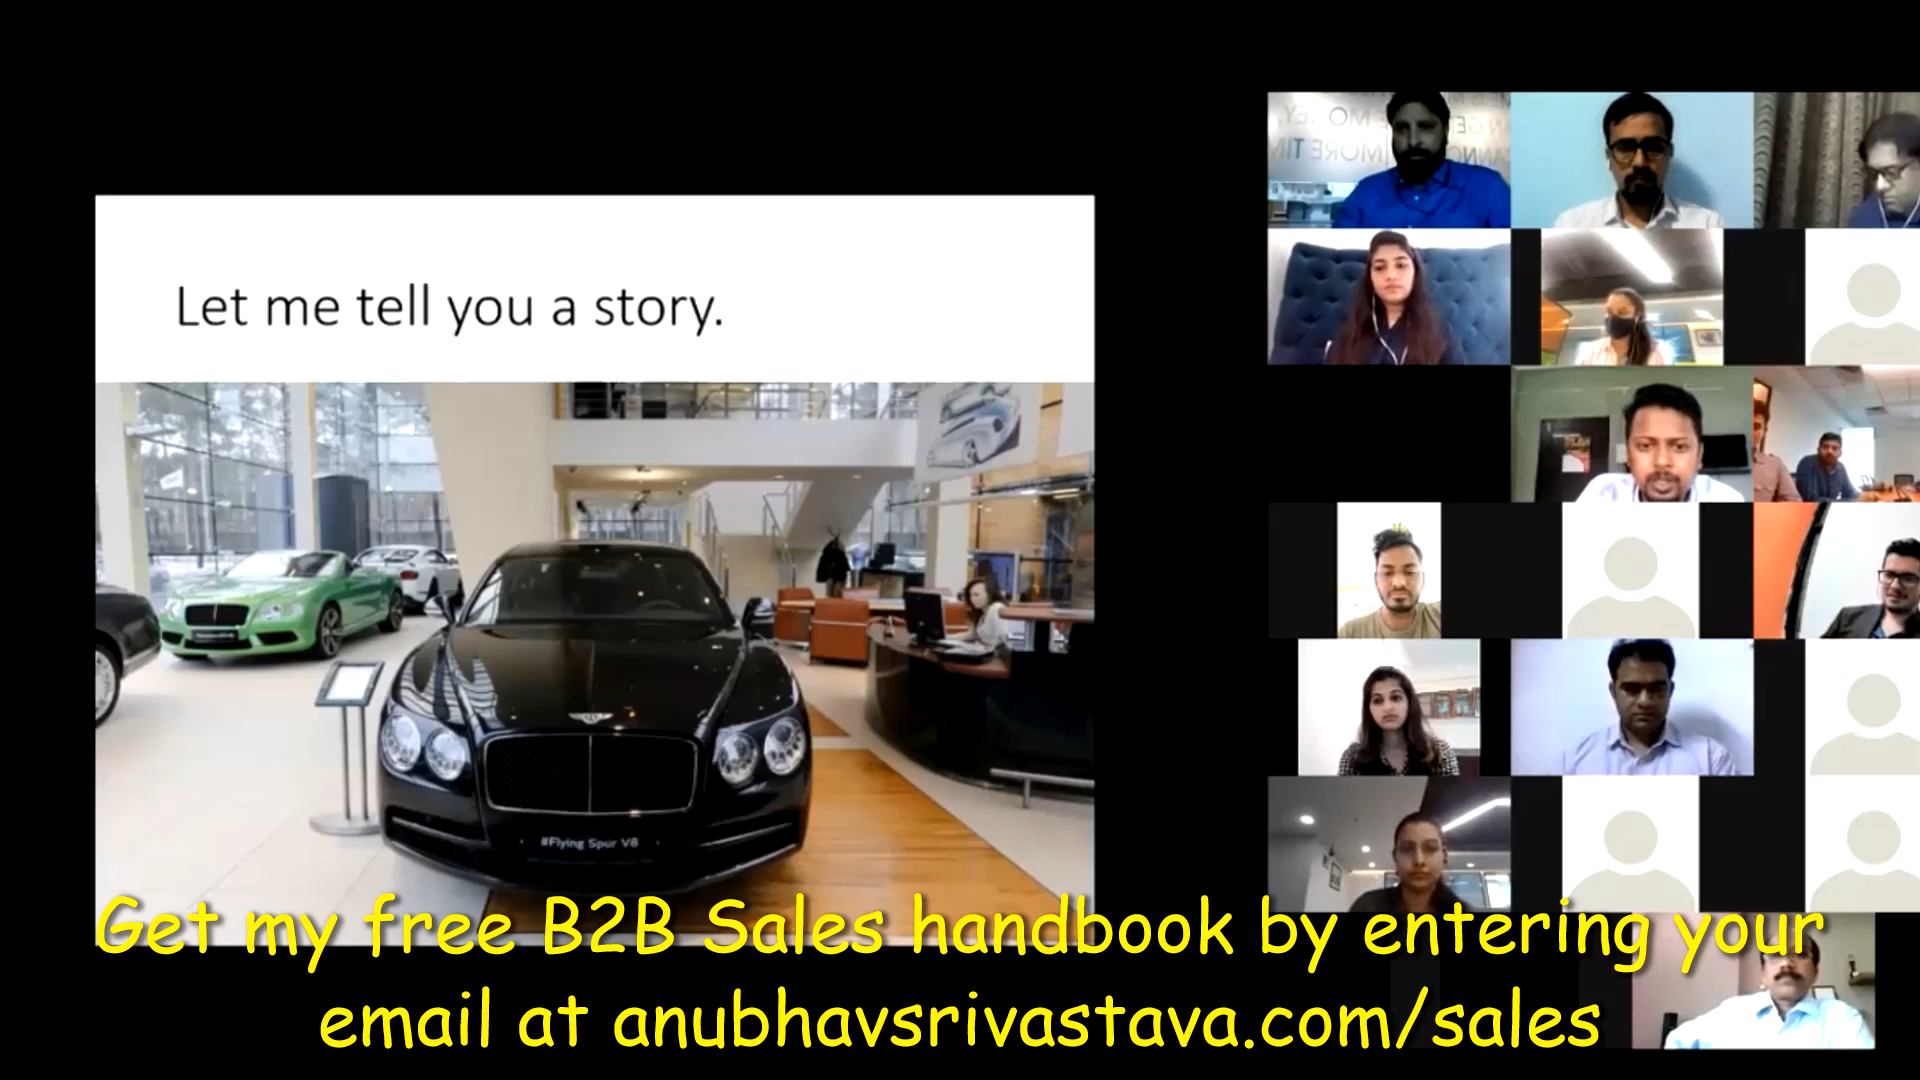 Let me tell you a story.
#Flying Spur V8
Get my free B2B Sales handbook by entering your
email at anubhavsrivastava.com/sales